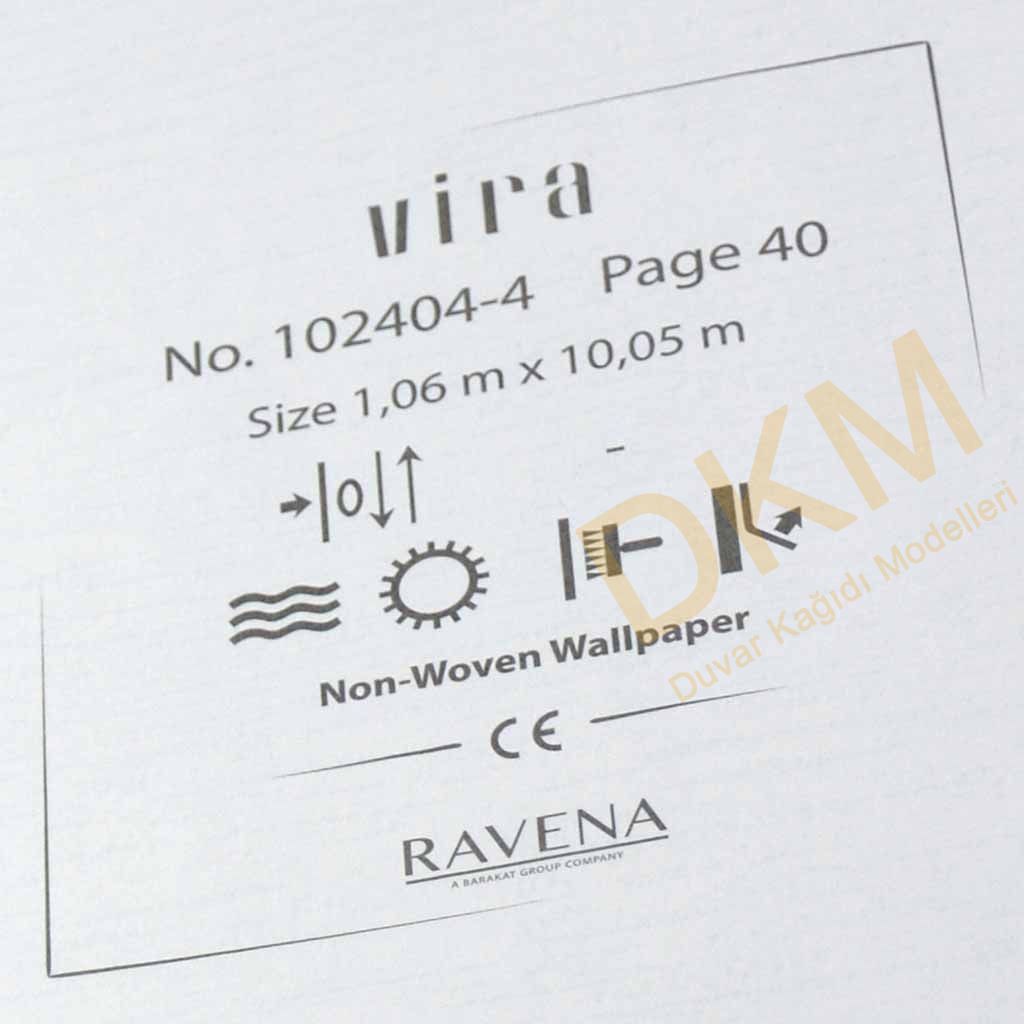 vira
No. 102404-4 Page 40
Size 1,06 m x 10,05 m
Non-Woven Wallpaper
CE
RAVENA
A BARAKAT GROUP COMPANY
DKM
Duvar Kağıdı Modelleri